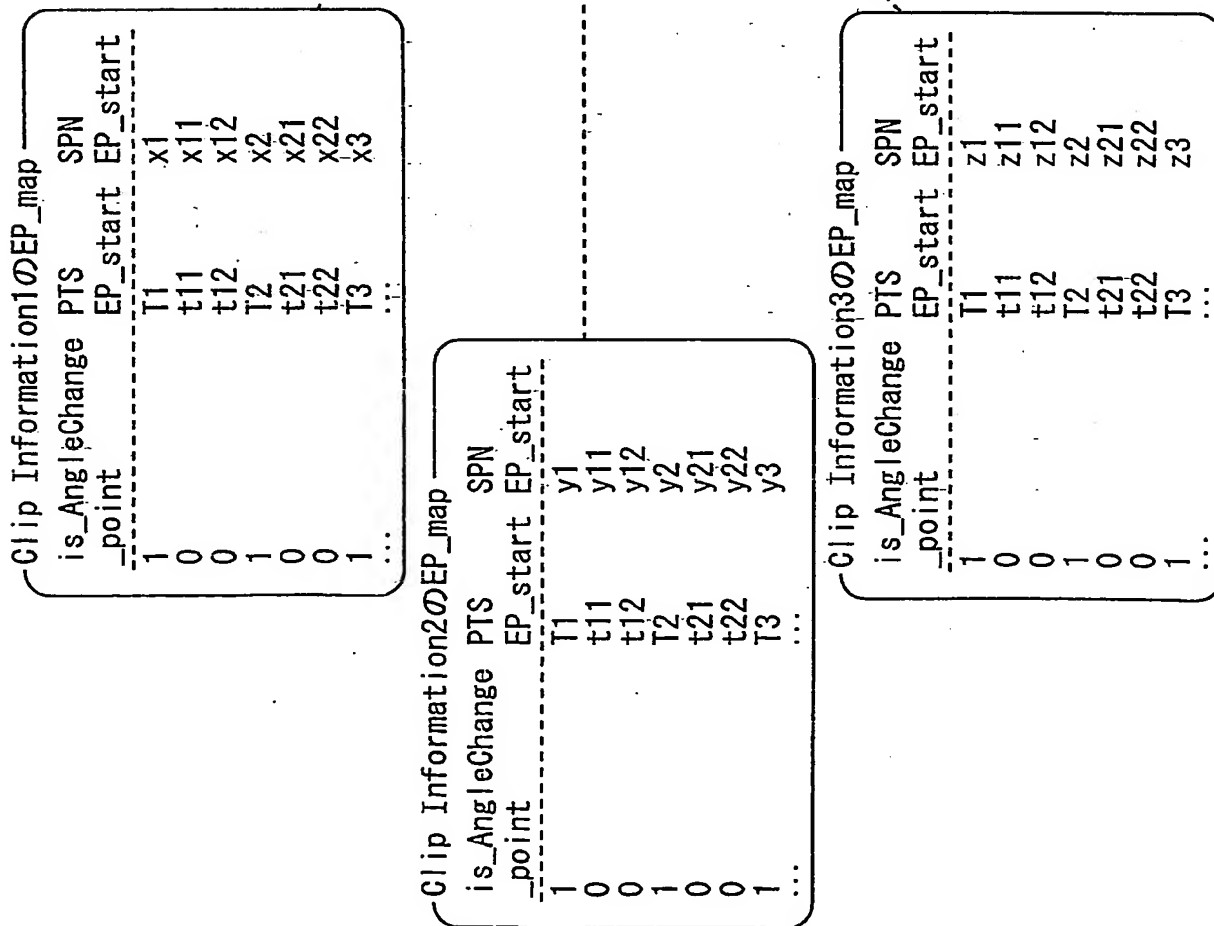 Clip Information1のEP_map
is_AngleChange PTS SPN
_point EP_start EP_start
1 T1 x1
0 t11 x11
0 t12 x12
1 T2 x2
0 t21 x21
0 t22 x22
1 T3 x3
... ...
Clip Information2のEP_map
is_AngleChange PTS SPN
_point EP_start EP_start
1 T1 y1
0 t11 y11
0 t12 y12
1 T2 y2
0 t21 y21
0 t22 y22
1 T3 y3
... ...
Clip Information3のEP_map
is_AngleChange PTS SPN
_point EP_start EP_start
1 T1 z1
0 t11 z11
0 t12 z12
1 T2 z2
0 t21 z21
0 t22 z22
1 T3 z3
... ...